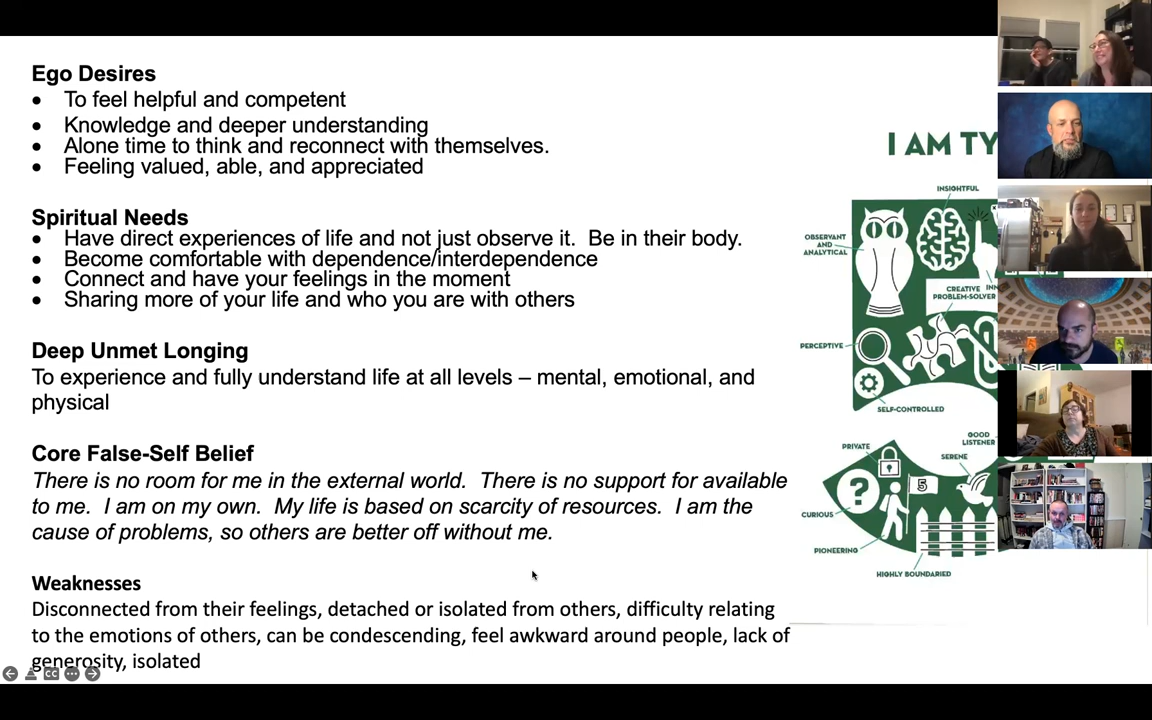 Ego Desires
• To feel helpful and competent
• Knowledge and deeper understanding
• Alone time to think and reconnect with themselves.
• Feeling valued, able, and appreciated
Spiritual Needs
• Have direct experiences of life and not just observe it. Be in their body.
• Become comfortable with dependence/interdependence
• Connect and have your feelings in the moment
• Sharing more of your life and who you are with others
Deep Unmet Longing
To experience and fully understand life at all levels – mental, emotional, and
physical
Core False-Self Belief
There is no room for me in the external world. There is no support for available
to me. I am on my own. My life is based on scarcity of resources. I am the
cause of problems, so others are better off without me.
Weaknesses
Disconnected from their feelings, detached or isolated from others, difficulty relating
to the emotions of others, can be condescending, feel awkward around people, lack of
generosity, isolated
CC
I AM TY
INSIGHTFUL
OBSERVANT
AND
ANALYTICAL
CREATIVE
PROBLEM-SOLVER
INN
PERCEPTIVE
SELF-CONTROLLED
PRIVATE
GOOD
LISTENER
SERENE
5
?
CURIOUS
PIONEERING
HIGHLY BOUNDARIED